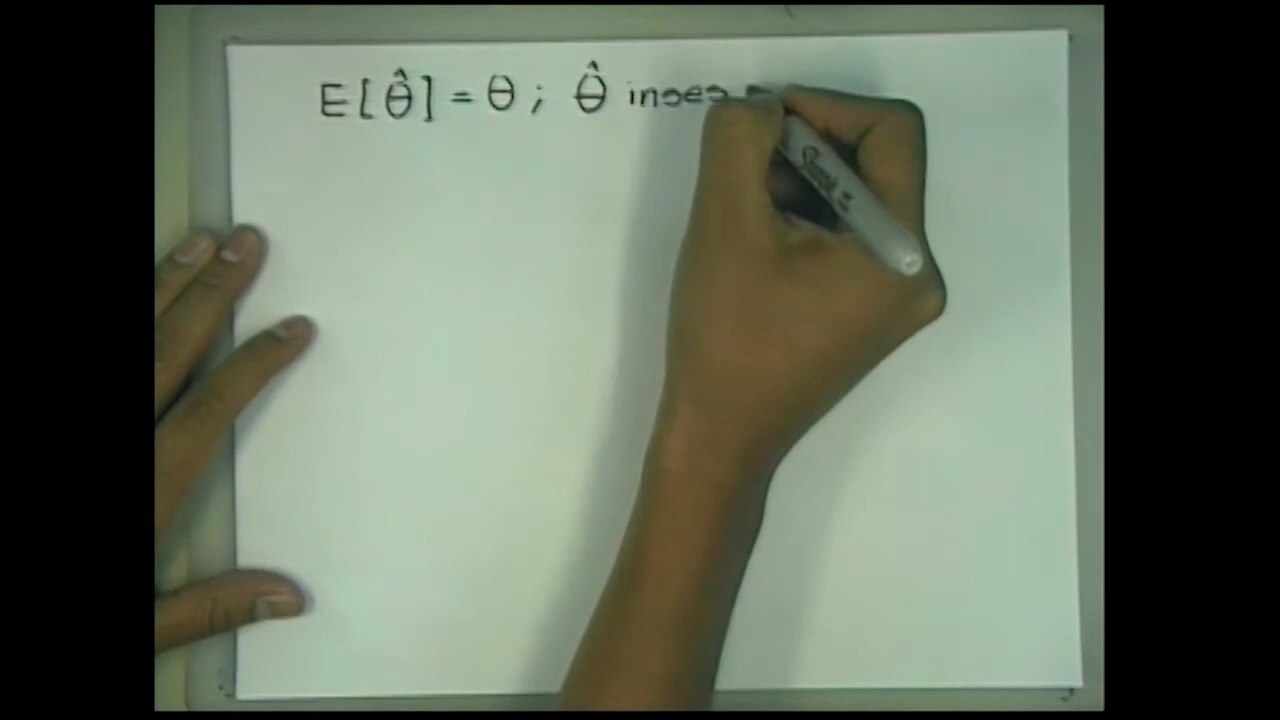 E[θ̂] = θ ; θ̂ inses